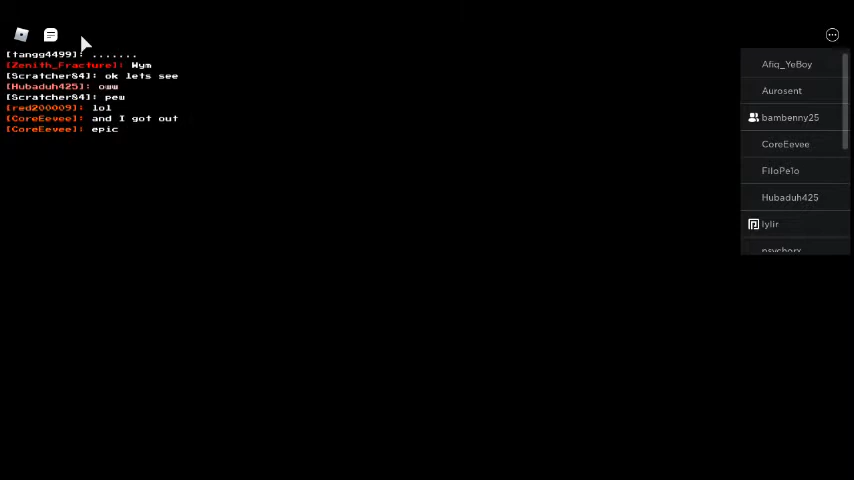 [tangg4499]: .......
[Zenith_Fracture]: Wym
[Scratcher84]: ok lets see
[Hubaduh425]: oww
[Scratcher84]: pew
[red200009]: lol
[CoreEevee]: and I got out
[CoreEevee]: epic
Afiq_YeBoy
Aurosent
bambenny25
CoreEevee
FiloPe1o
Hubaduh425
lylir